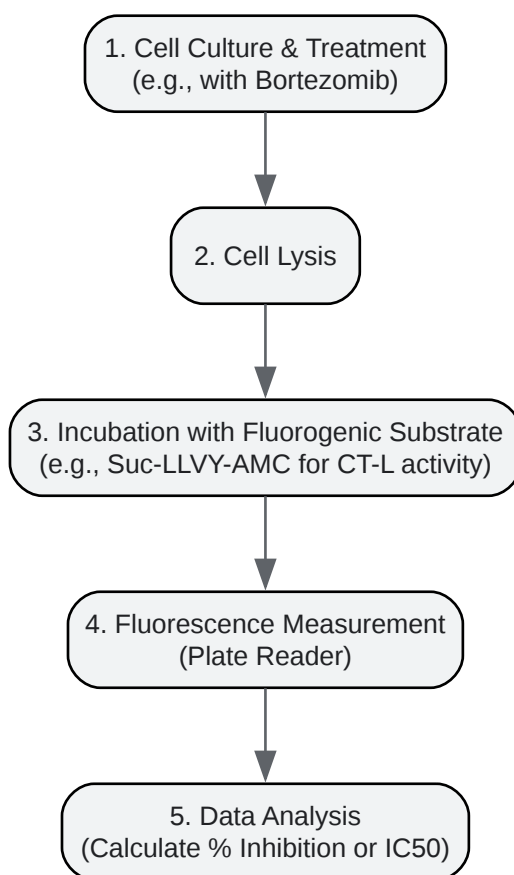 1. Cell Culture & Treatment
(e.g., with Bortezomib)
2. Cell Lysis
3. Incubation with Fluorogenic Substrate
(e.g., Suc-LLVY-AMC for CT-L activity)
4. Fluorescence Measurement
(Plate Reader)
5. Data Analysis
(Calculate % Inhibition or IC50)